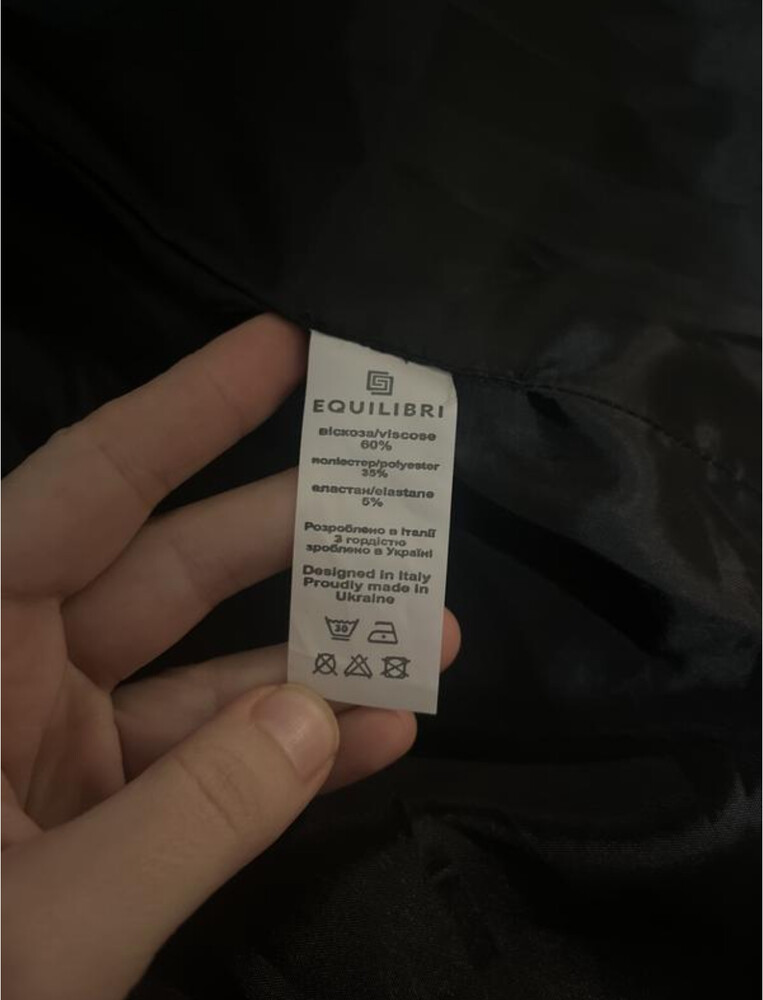 EQUILIBRI
віскоза/viscose
60%
поліестер/polyester
35%
еластан/elastane
5%
Розроблено в Італії
З гордістю
зроблено в Україні
Designed in Italy
Proudly made in
Ukraine
30